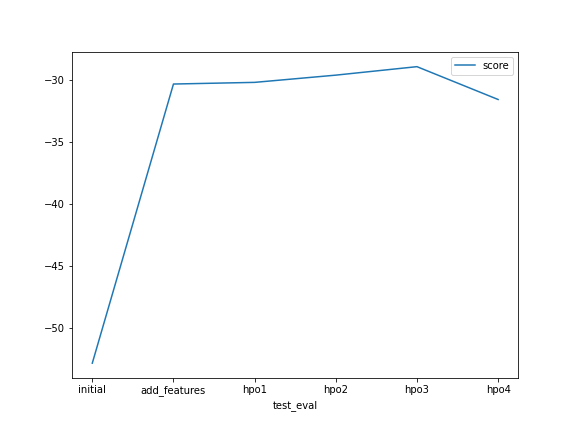 score
−30
−35
−40
−45
−50
initial
add_features
hpo1
hpo2
hpo3
hpo4
test_eval